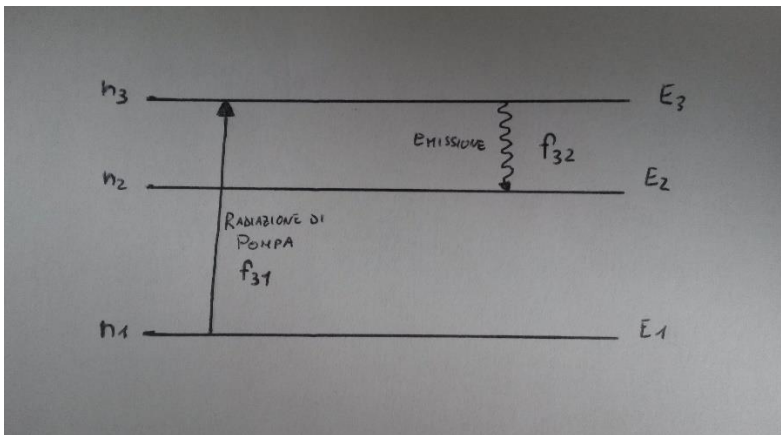 n3 E3
EMISSIONE f32
n2 E2
RADIAZIONE DI
POMPA
f31
n1 E1